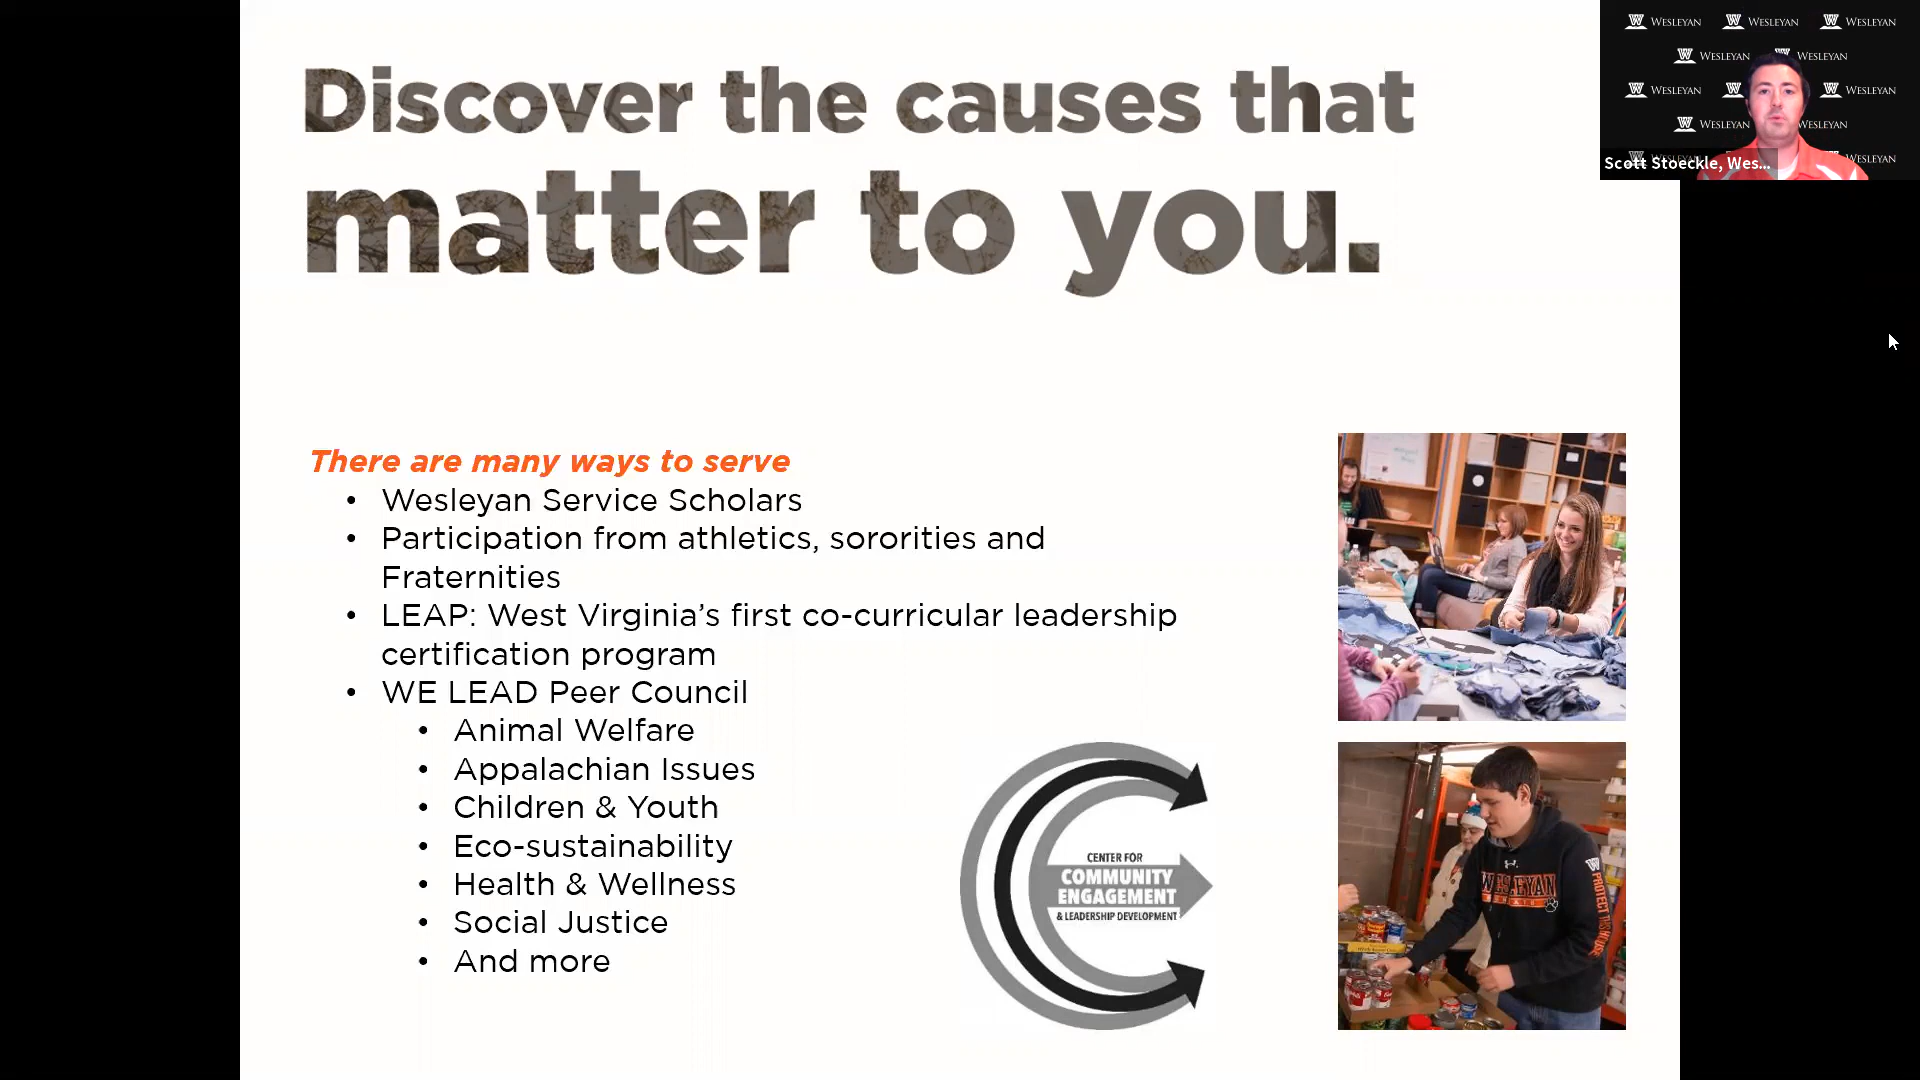 Discover the causes that
matter to you.
WESLEYAN WESLEYAN WESLEYAN
WESLEYAN WESLEYAN
WESLEYAN WESLEYAN
WESLEYAN WESLEYAN
WESLEYAN
Scott Stoeckle, Wes...
There are many ways to serve
• Wesleyan Service Scholars
• Participation from athletics, sororities and
Fraternities
• LEAP: West Virginia’s first co-curricular leadership
certification program
• WE LEAD Peer Council
• Animal Welfare
• Appalachian Issues
• Children & Youth
• Eco-sustainability
• Health & Wellness
• Social Justice
• And more
CENTER FOR
COMMUNITY
ENGAGEMENT
& LEADERSHIP DEVELOPMENT
WESLEYAN
PROTECT THIS HOUSE